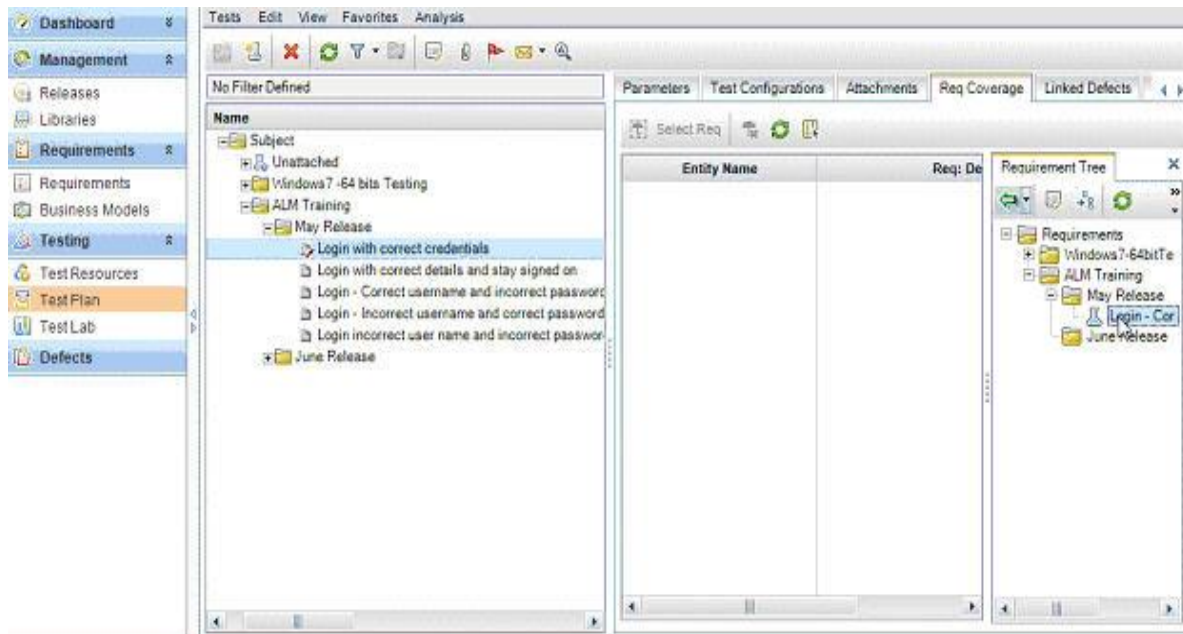 Dashboard
Management
Releases
Libraries
Requirements
Requirements
Business Models
Testing
Test Resources
Test Plan
Test Lab
Defects
Tests Edit View Favorites Analysis
No Filter Defined
Name
Subject
Unattached
Windows7 -64 bits Testing
ALM Training
May Release
Login with correct credentials
Login with correct details and stay signed on
Login - Correct username and incorrect password
Login - Incorrect username and correct password
Login incorrect user name and incorrect passwor
June Release
Parameters Test Configurations Attachments Req Coverage Linked Defects
Select Req
Entity Name Req: De
Requirement Tree
Requirements
Windows7-64bitTe
ALM Training
May Release
Login - Cor
June Release